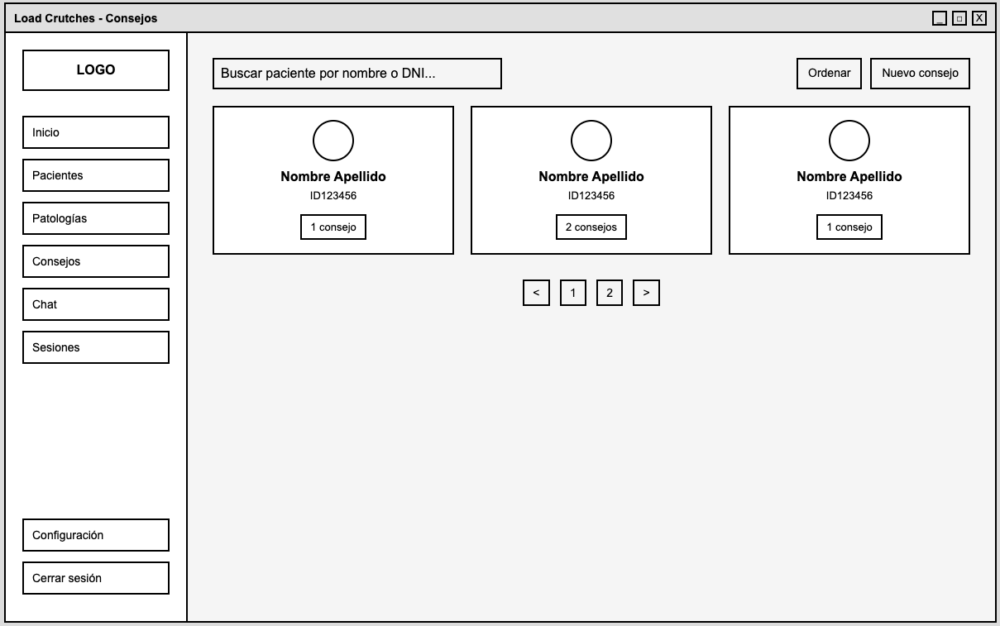 Load Crutches - Consejos
_ □ X
LOGO
Inicio
Pacientes
Patologías
Consejos
Chat
Sesiones
Configuración
Cerrar sesión
Buscar paciente por nombre o DNI...
Ordenar
Nuevo consejo
Nombre Apellido
ID123456
1 consejo
Nombre Apellido
ID123456
2 consejos
Nombre Apellido
ID123456
1 consejo
< 1 2 >